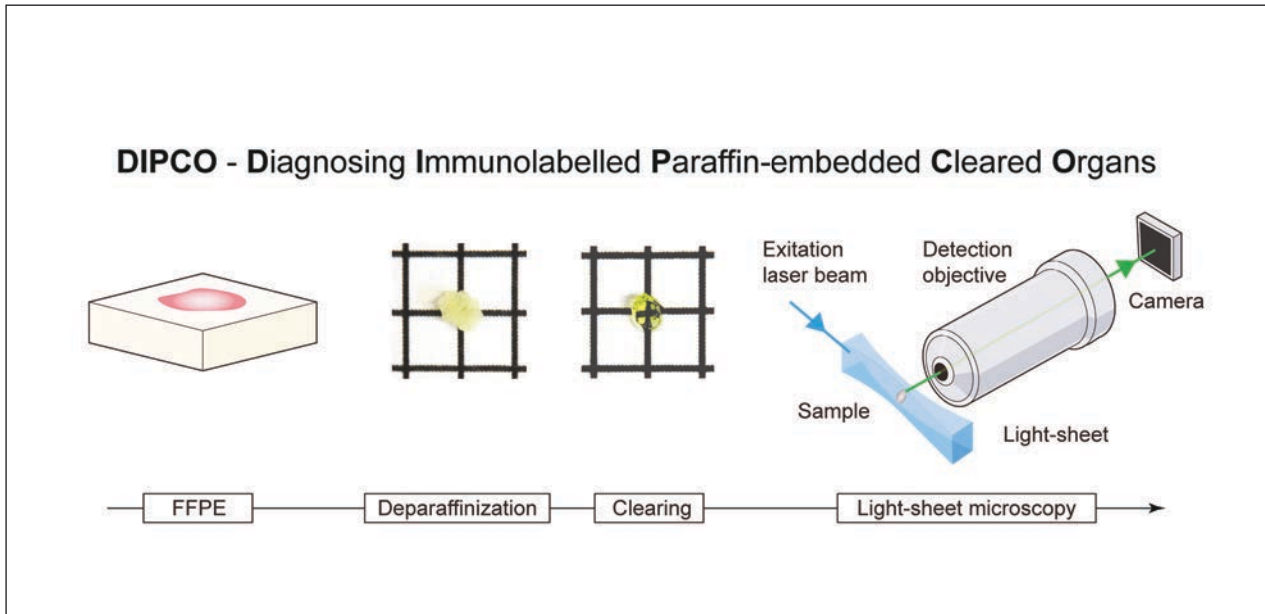 DIPCO - Diagnosing Immunolabelled Paraffin-embedded Cleared Organs
Exitation
laser beam
Detection
objective
Camera
Sample
Light-sheet
FFPE
Deparaffinization
Clearing
Light-sheet microscopy